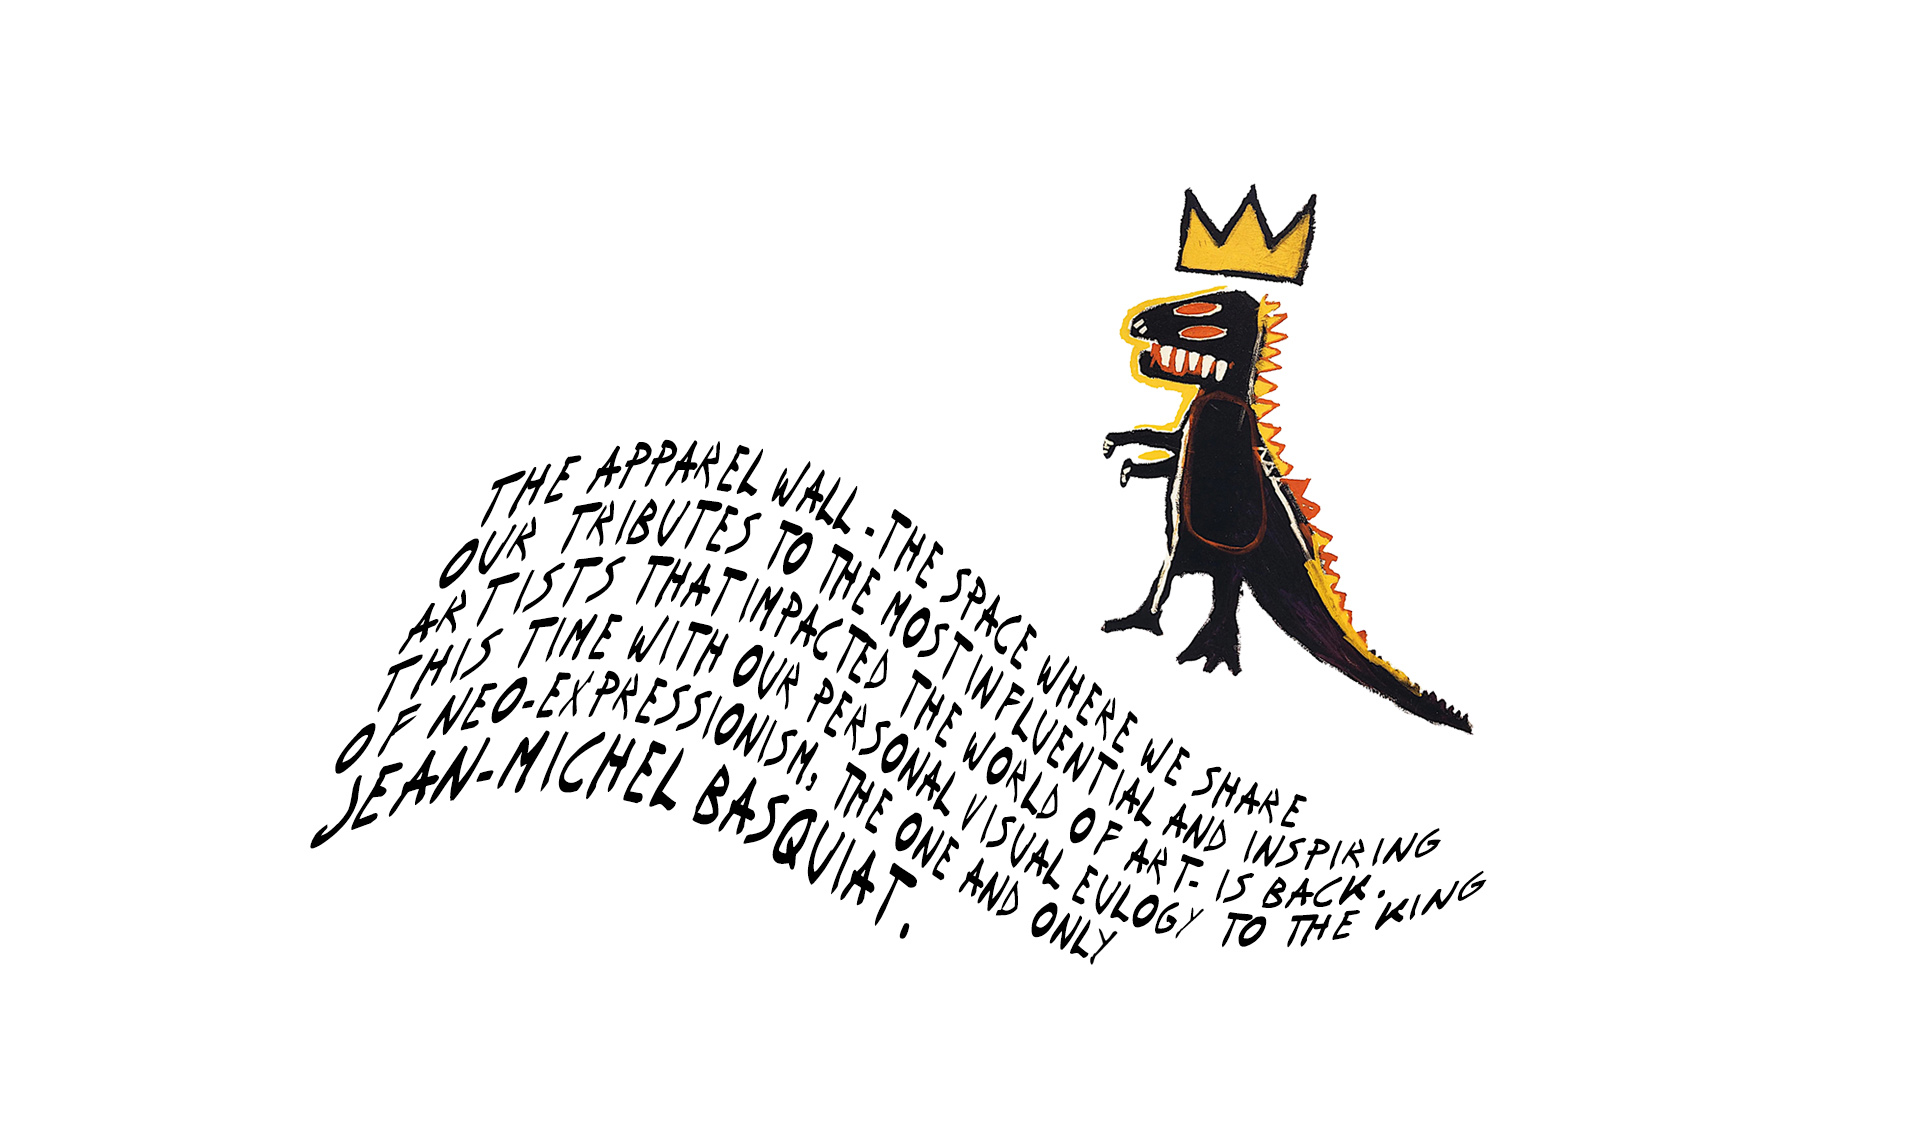 THE APPAREL WALL - THE SPACE WHERE WE SHARE
OUR TRIBUTES TO THE MOST INFLUENTIAL AND INSPIRING
ARTISTS THAT IMPACTED THE WORLD OF ART - IS BACK.
THIS TIME WITH OUR PERSONAL VISUAL EULOGY TO THE KING
OF NEO-EXPRESSIONISM, THE ONE AND ONLY
JEAN-MICHEL BASQUIAT.